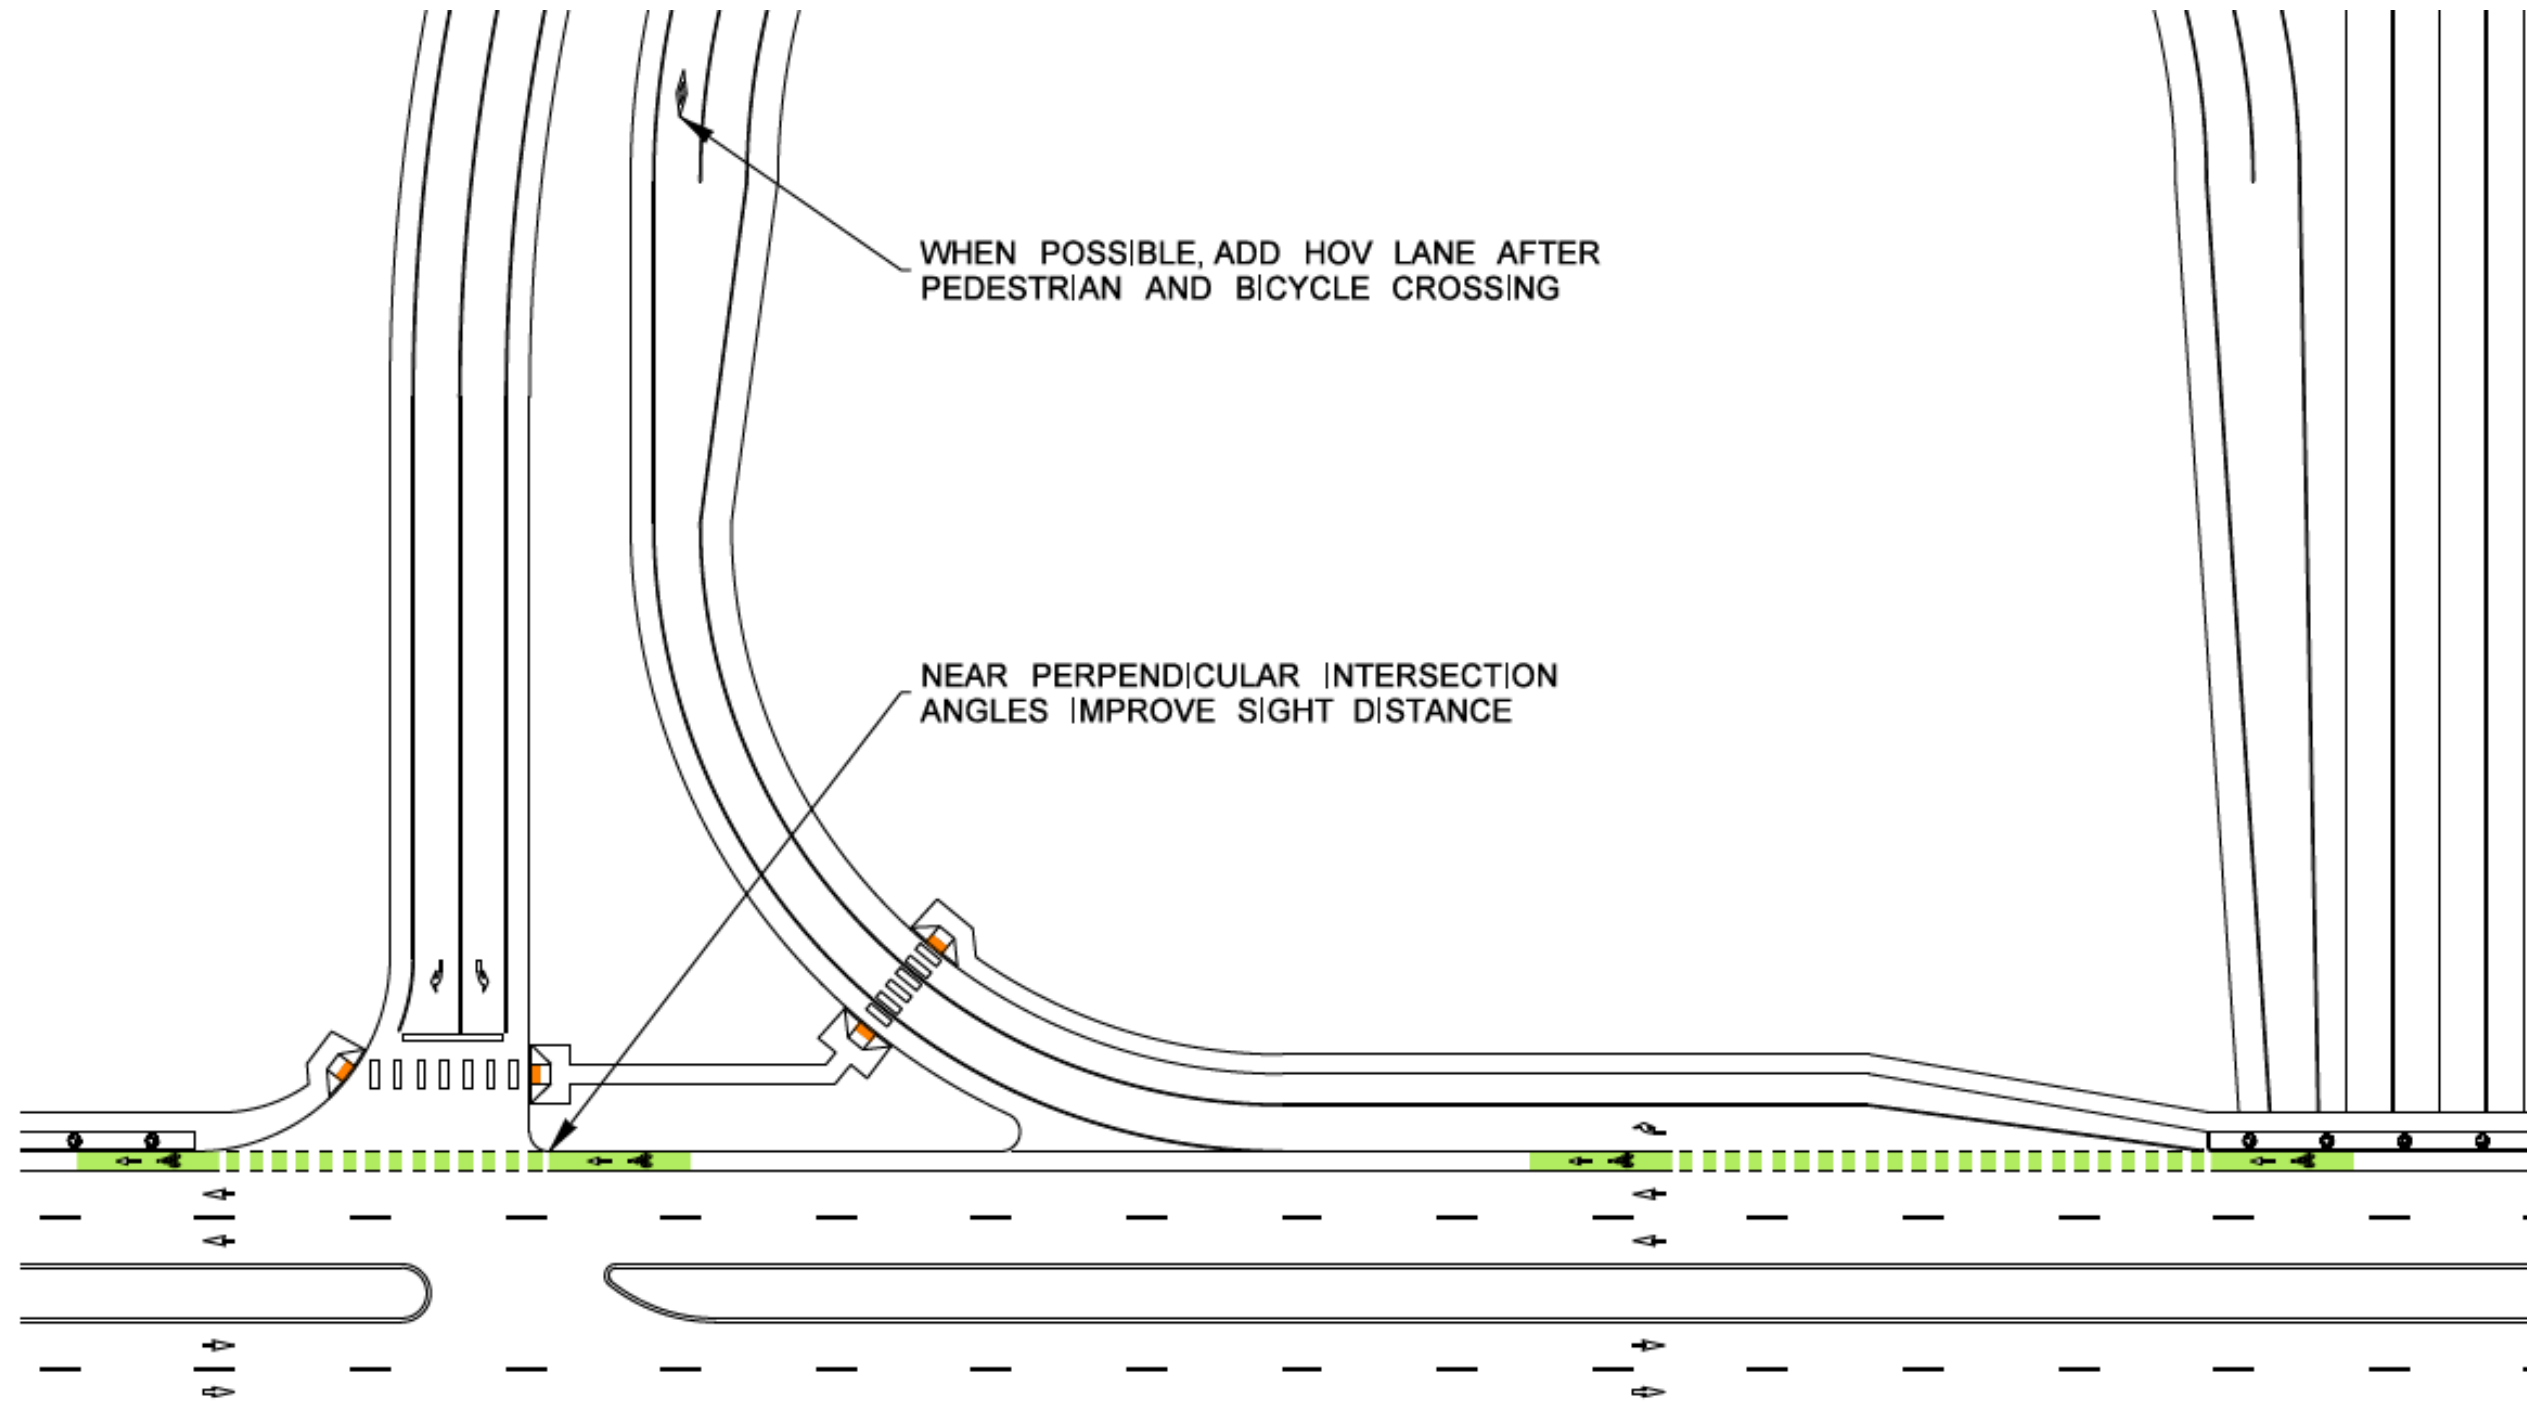 WHEN POSSIBLE, ADD HOV LANE AFTER
PEDESTRIAN AND BICYCLE CROSSING
NEAR PERPENDICULAR INTERSECTION
ANGLES IMPROVE SIGHT DISTANCE